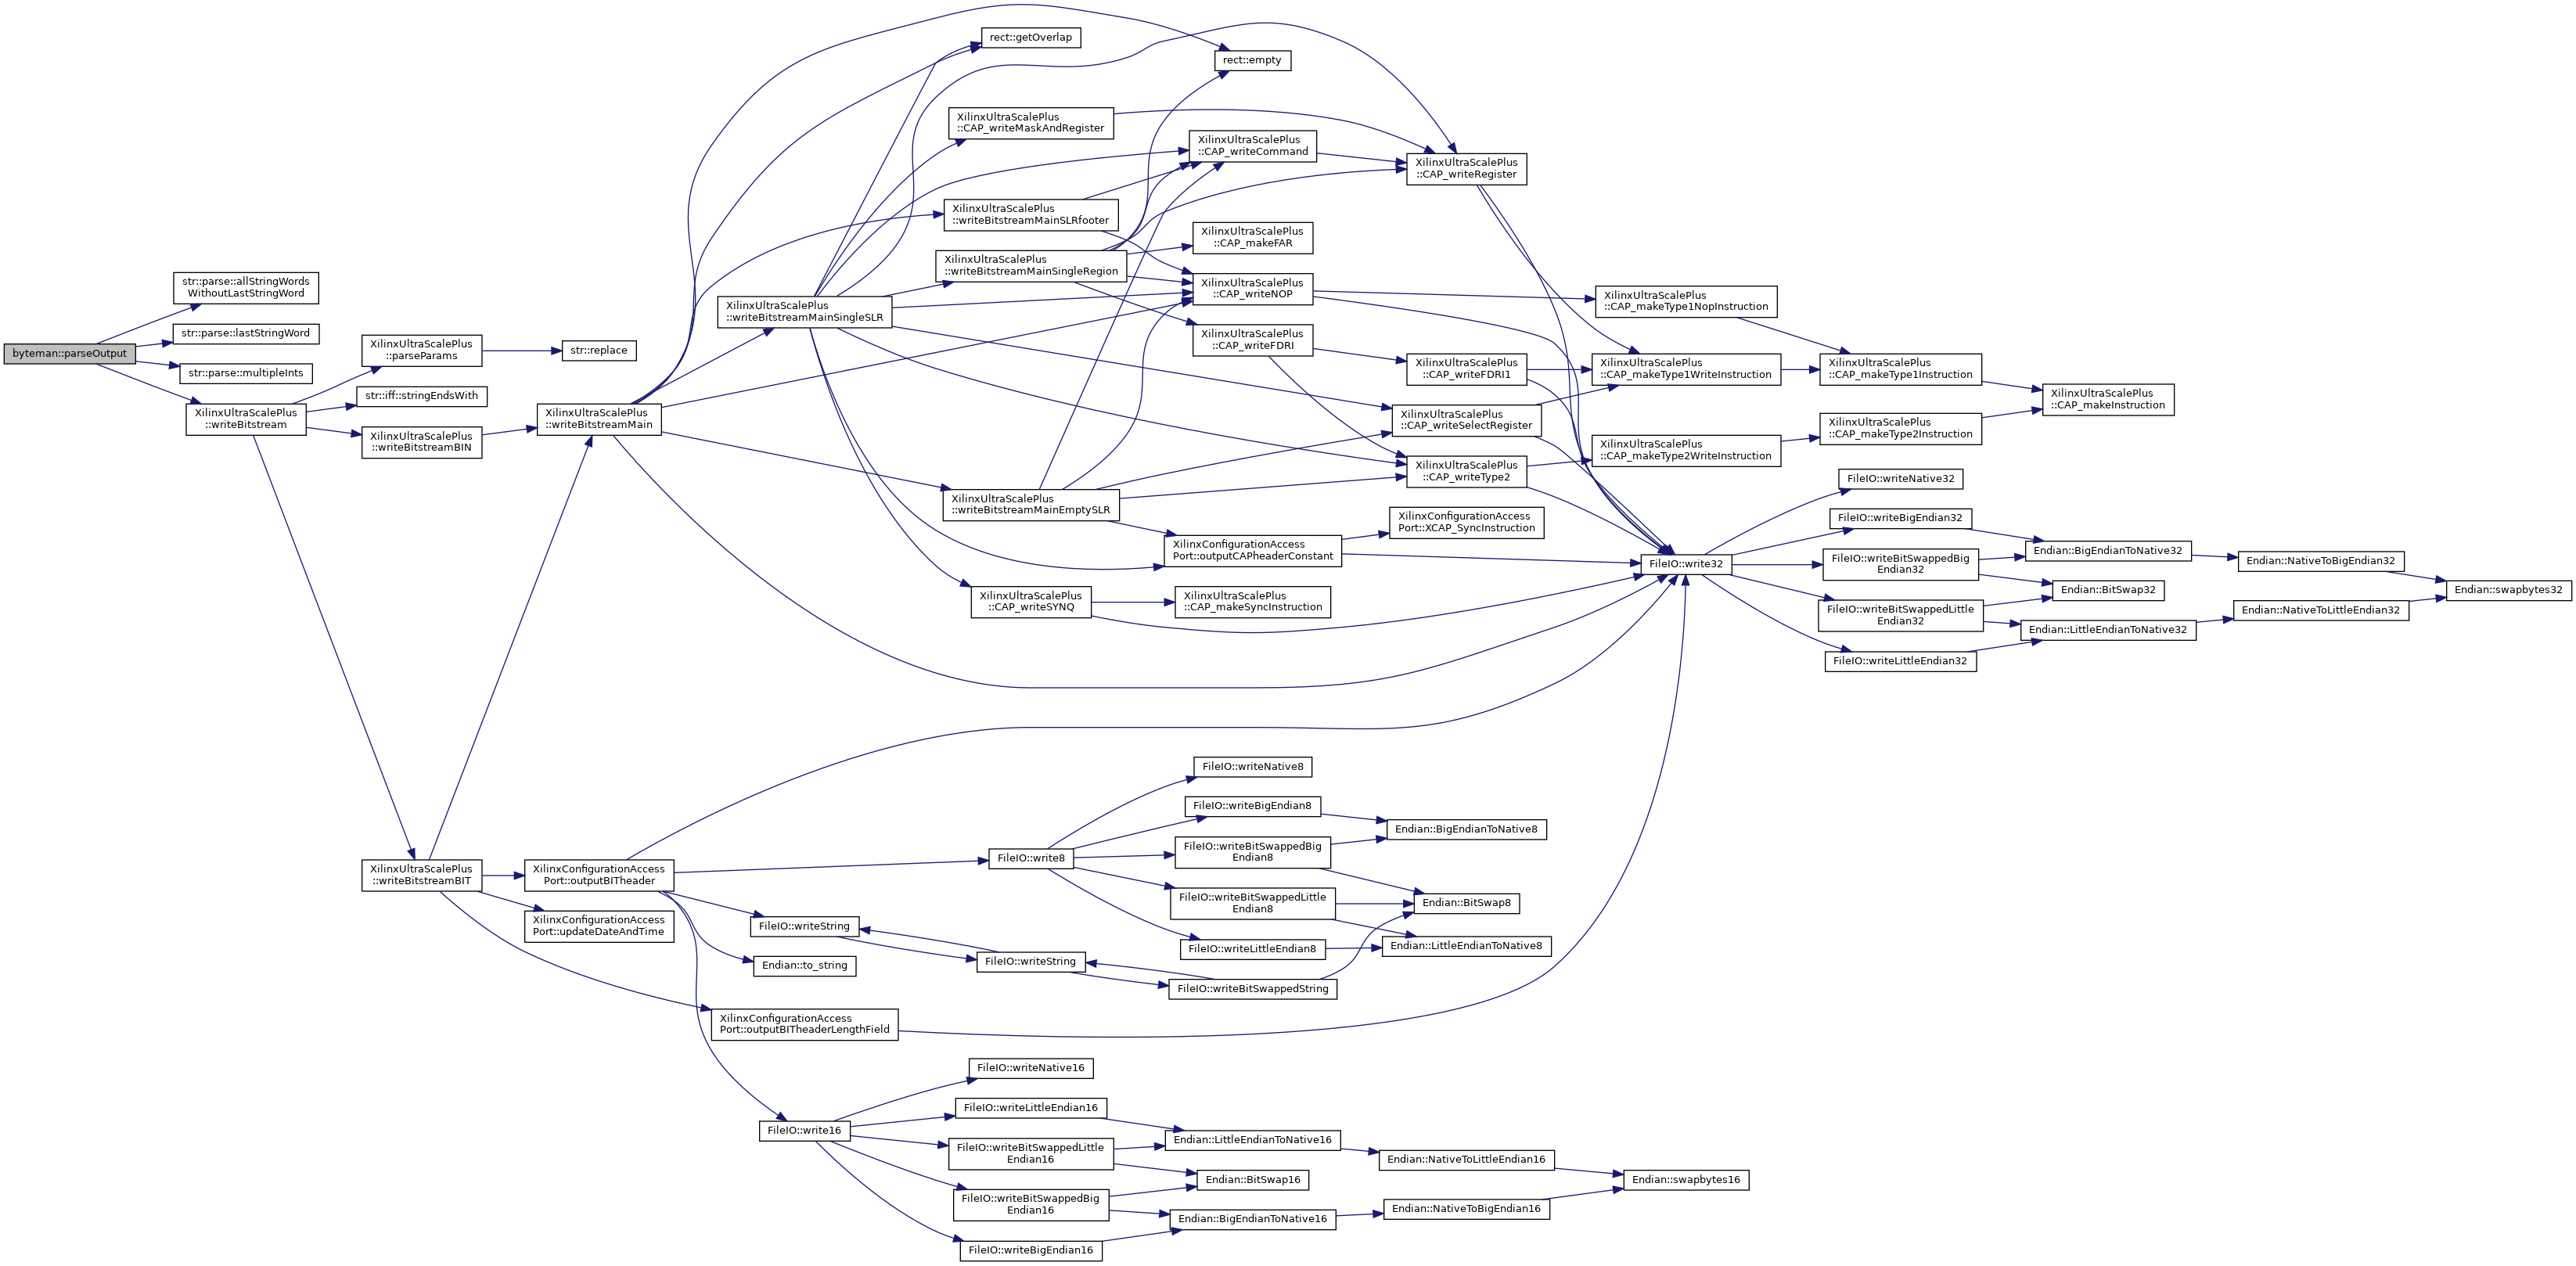 byteman::parseOutput
str::parse::allStringWords
WithoutLastStringWord
str::parse::lastStringWord
str::parse::multipleInts
XilinxUltraScalePlus
::writeBitstream
XilinxUltraScalePlus
::parseParams
str::replace
str::iff::stringEndsWith
XilinxUltraScalePlus
::writeBitstreamBIN
XilinxUltraScalePlus
::writeBitstreamMain
rect::getOverlap
rect::empty
XilinxUltraScalePlus
::CAP_writeMaskAndRegister
XilinxUltraScalePlus
::CAP_writeCommand
XilinxUltraScalePlus
::CAP_writeRegister
XilinxUltraScalePlus
::writeBitstreamMainSLRfooter
XilinxUltraScalePlus
::CAP_makeFAR
XilinxUltraScalePlus
::writeBitstreamMainSingleRegion
XilinxUltraScalePlus
::CAP_writeNOP
XilinxUltraScalePlus
::writeBitstreamMainSingleSLR
XilinxUltraScalePlus
::CAP_makeType1NopInstruction
XilinxUltraScalePlus
::CAP_writeFDRI
XilinxUltraScalePlus
::CAP_writeFDRI1
XilinxUltraScalePlus
::CAP_makeType1WriteInstruction
XilinxUltraScalePlus
::CAP_makeType1Instruction
XilinxUltraScalePlus
::CAP_makeInstruction
XilinxUltraScalePlus
::CAP_writeSelectRegister
XilinxUltraScalePlus
::CAP_makeType2WriteInstruction
XilinxUltraScalePlus
::CAP_makeType2Instruction
XilinxUltraScalePlus
::CAP_writeType2
XilinxUltraScalePlus
::writeBitstreamMainEmptySLR
XilinxConfigurationAccess
Port::XCAP_SyncInstruction
XilinxConfigurationAccess
Port::outputCAPheaderConstant
XilinxUltraScalePlus
::CAP_writeSYNQ
XilinxUltraScalePlus
::CAP_makeSyncInstruction
FileIO::write32
FileIO::writeNative32
FileIO::writeBigEndian32
FileIO::writeBitSwappedBig
Endian32
FileIO::writeBitSwappedLittle
Endian32
FileIO::writeLittleEndian32
Endian::BigEndianToNative32
Endian::BitSwap32
Endian::LittleEndianToNative32
Endian::NativeToBigEndian32
Endian::NativeToLittleEndian32
Endian::swapbytes32
XilinxUltraScalePlus
::writeBitstreamBIT
XilinxConfigurationAccess
Port::outputBITheader
XilinxConfigurationAccess
Port::updateDateAndTime
XilinxConfigurationAccess
Port::outputBITheaderLengthField
FileIO::write8
FileIO::writeNative8
FileIO::writeBigEndian8
FileIO::writeBitSwappedBig
Endian8
FileIO::writeBitSwappedLittle
Endian8
FileIO::writeLittleEndian8
Endian::BigEndianToNative8
Endian::BitSwap8
Endian::LittleEndianToNative8
FileIO::writeString
FileIO::writeString
FileIO::writeBitSwappedString
Endian::to_string
FileIO::write16
FileIO::writeNative16
FileIO::writeLittleEndian16
FileIO::writeBitSwappedLittle
Endian16
FileIO::writeBitSwappedBig
Endian16
FileIO::writeBigEndian16
Endian::LittleEndianToNative16
Endian::BitSwap16
Endian::BigEndianToNative16
Endian::NativeToLittleEndian16
Endian::NativeToBigEndian16
Endian::swapbytes16